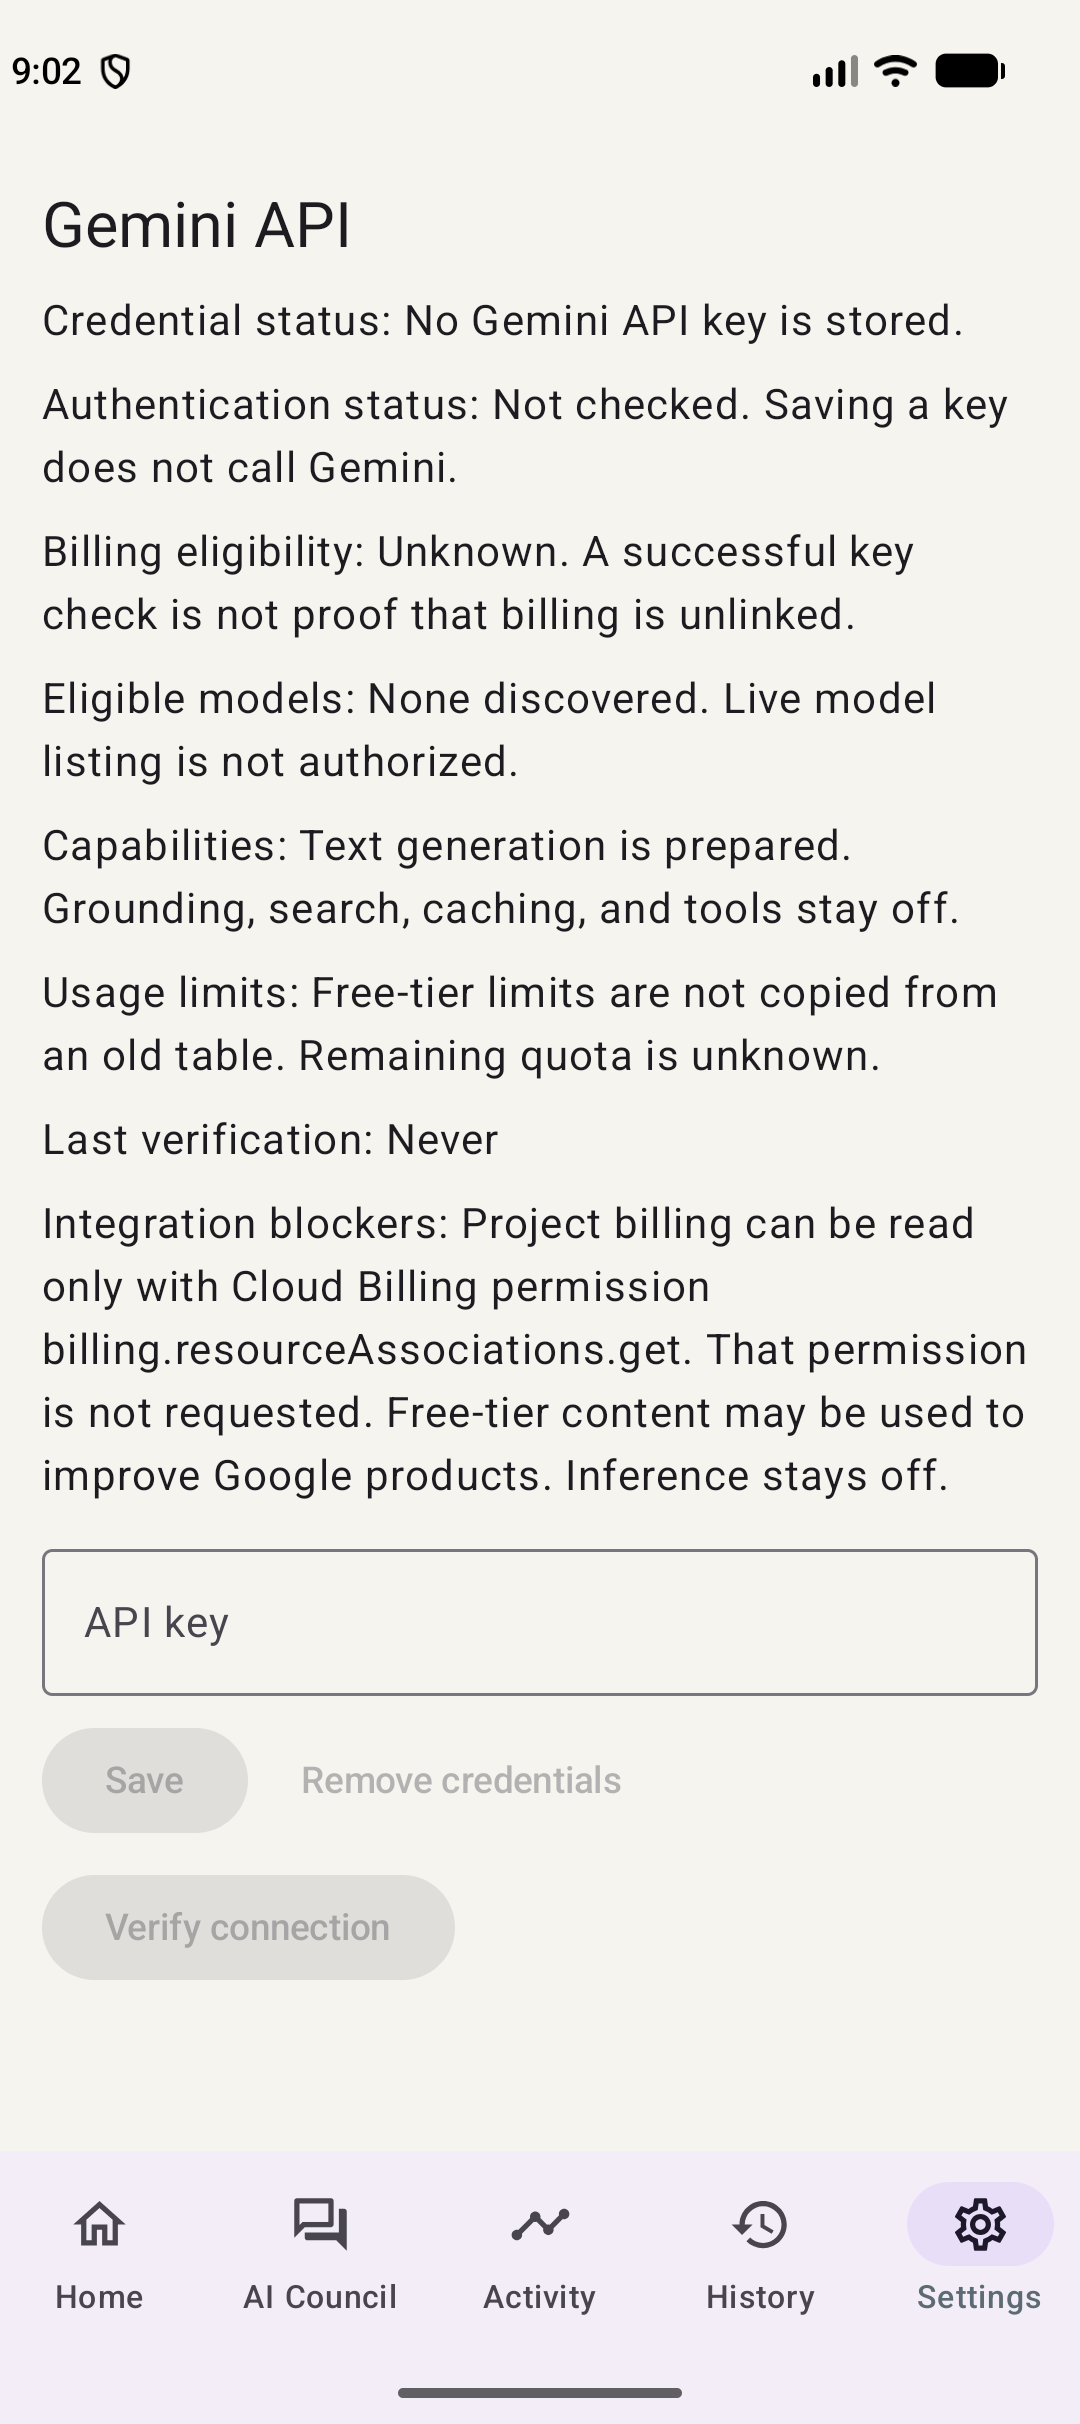 9:02
Gemini API
Credential status: No Gemini API key is stored.
Authentication status: Not checked. Saving a key
does not call Gemini.
Billing eligibility: Unknown. A successful key
check is not proof that billing is unlinked.
Eligible models: None discovered. Live model
listing is not authorized.
Capabilities: Text generation is prepared.
Grounding, search, caching, and tools stay off.
Usage limits: Free-tier limits are not copied from
an old table. Remaining quota is unknown.
Last verification: Never
Integration blockers: Project billing can be read
only with Cloud Billing permission
billing.resourceAssociations.get. That permission
is not requested. Free-tier content may be used to
improve Google products. Inference stays off.
API key
Save Remove credentials
Verify connection
Home AI Council Activity History Settings